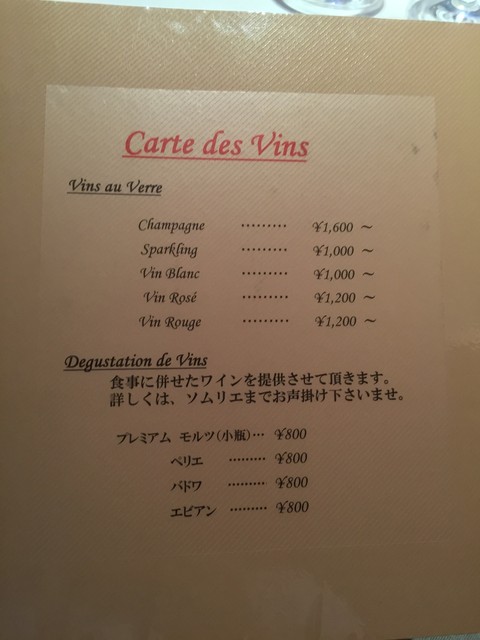 Carte des Vins
Vins au Verre
Champagne ········· ¥1,600 ～
Sparkling ········· ¥1,000 ～
Vin Blanc ········· ¥1,000 ～
Vin Rosé ········· ¥1,200 ～
Vin Rouge ········· ¥1,200 ～
Degustation de Vins
食事に併せたワインを提供させて頂きます。
詳しくは、ソムリエまでお声掛け下さいませ。
プレミアム モルツ(小瓶)··· ¥800
ペリエ ········· ¥800
バドワ ········· ¥800
エビアン ········· ¥800